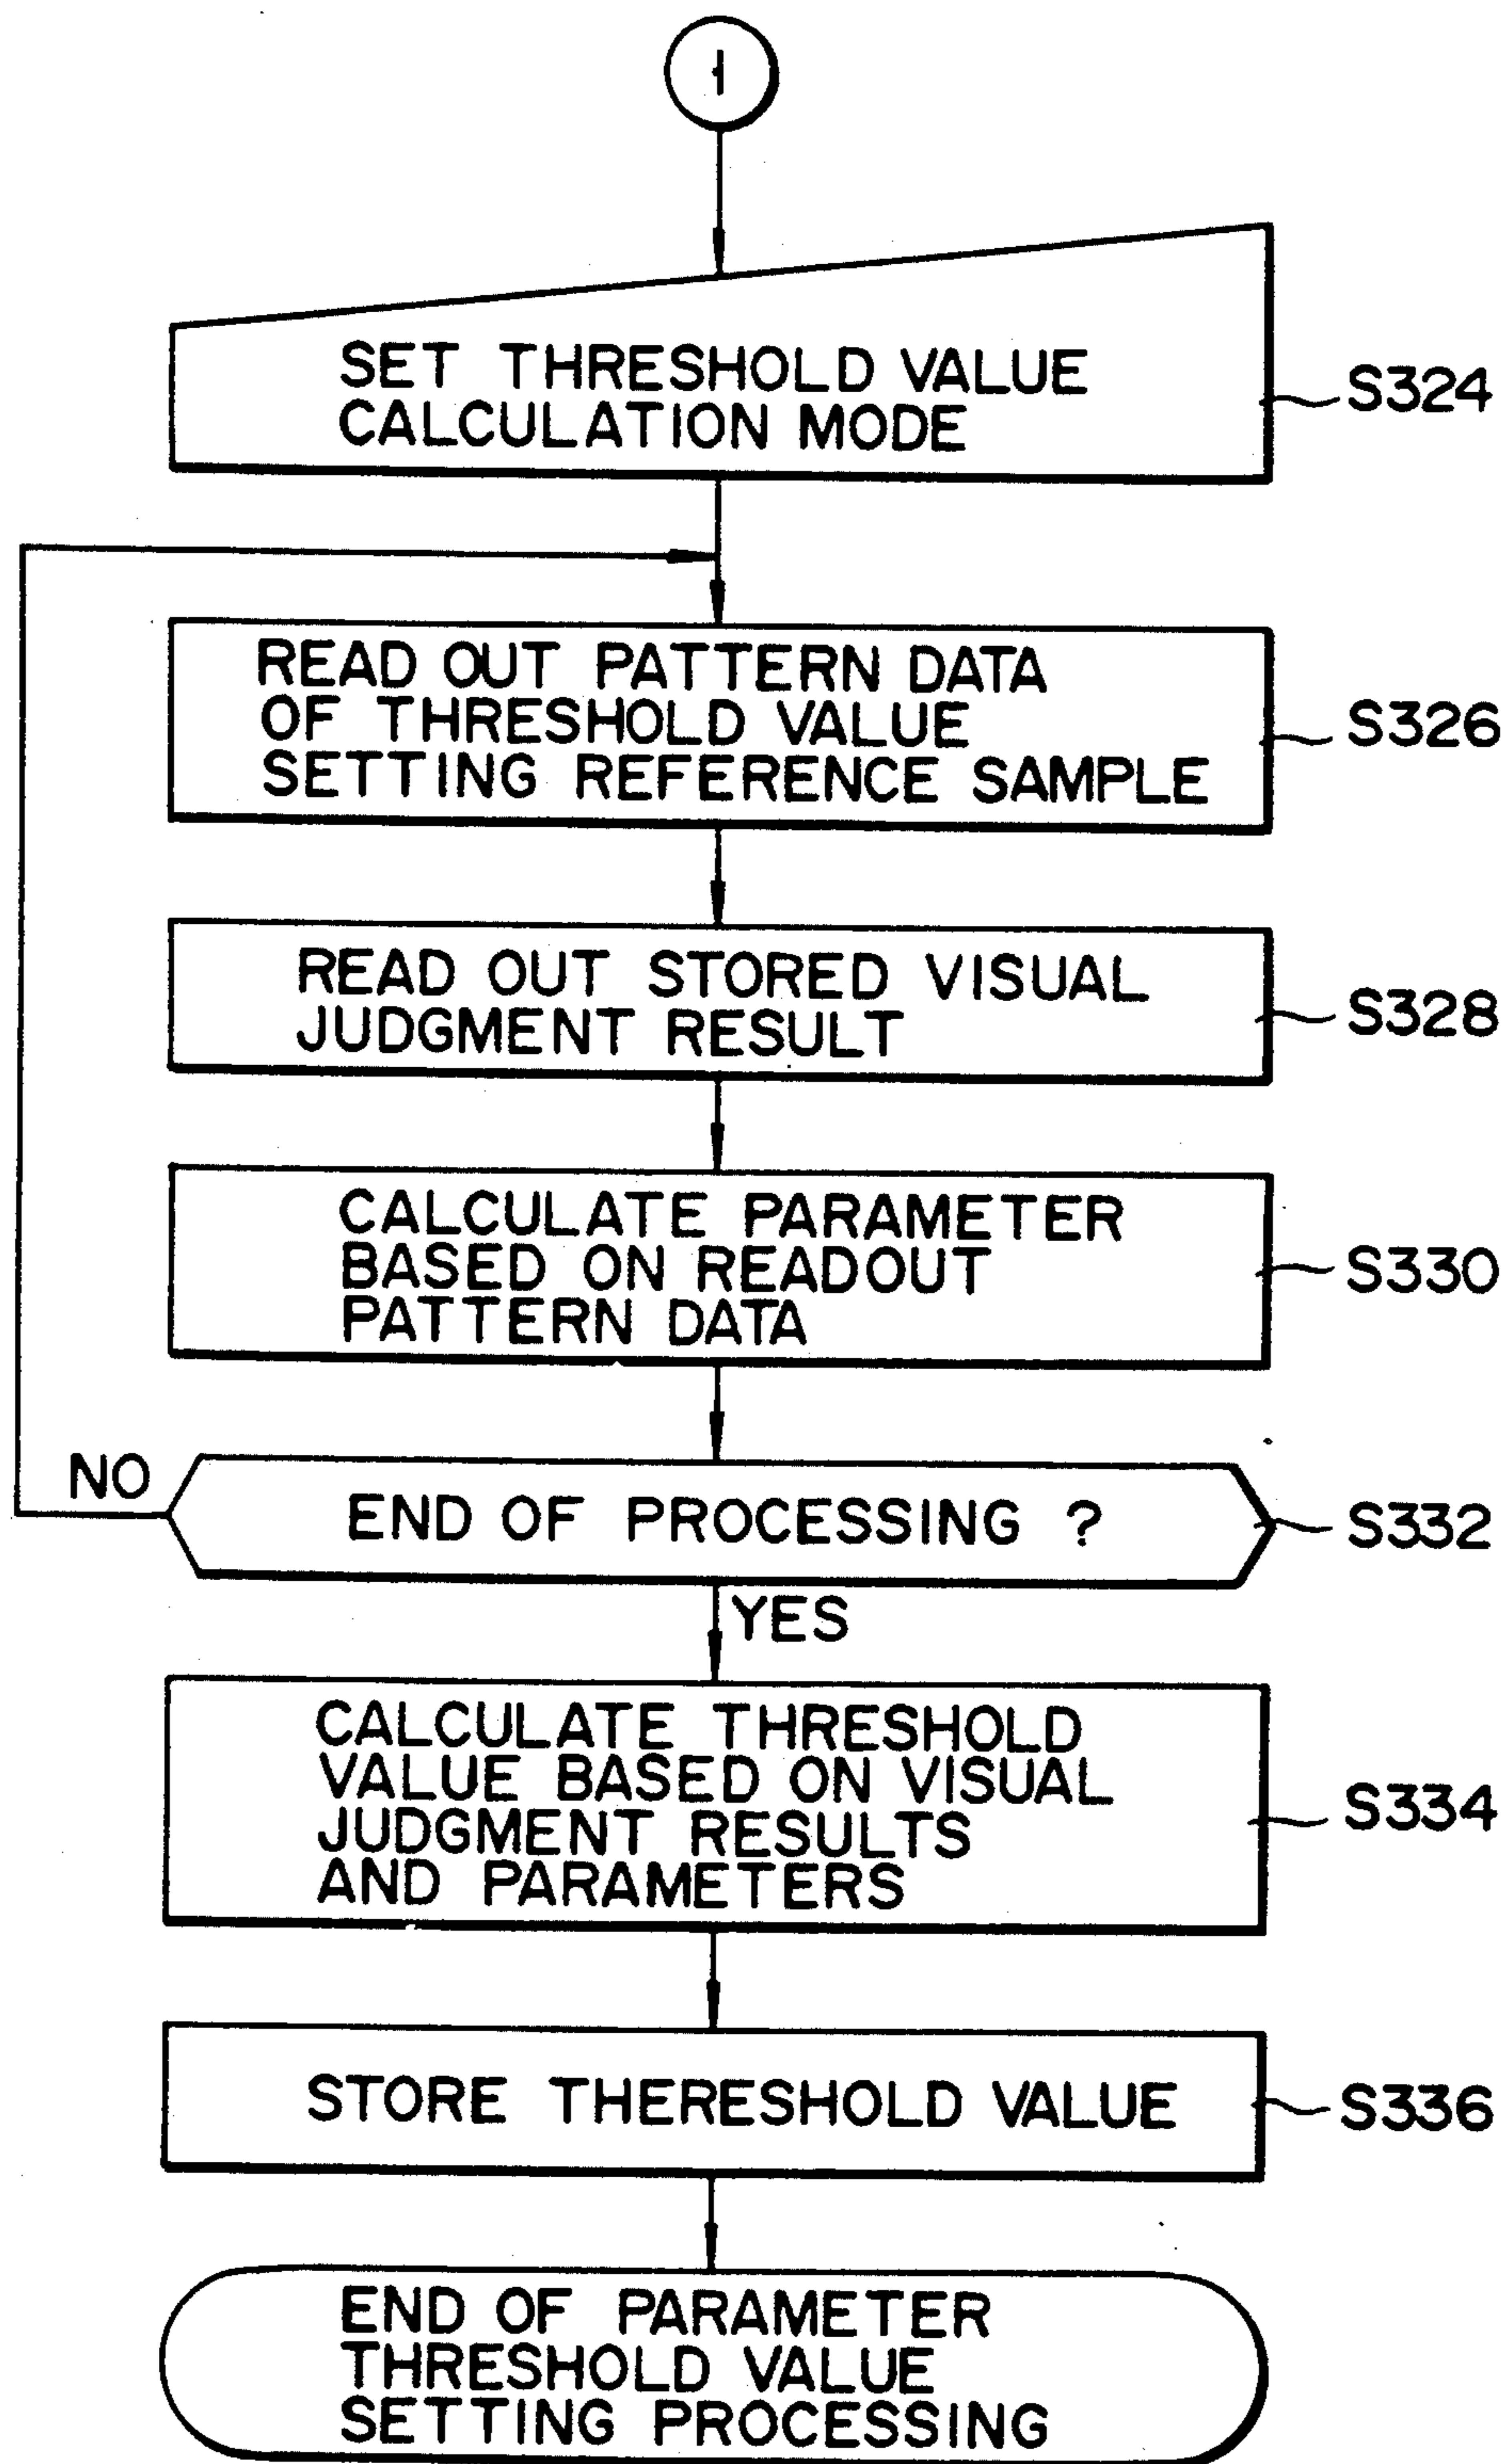 1
SET THRESHOLD VALUE
CALCULATION MODE
S324
READ OUT PATTERN DATA
OF THRESHOLD VALUE
SETTING REFERENCE SAMPLE
S326
READ OUT STORED VISUAL
JUDGMENT RESULT
S328
CALCULATE PARAMETER
BASED ON READOUT
PATTERN DATA
S330
NO
END OF PROCESSING ?
S332
YES
CALCULATE THRESHOLD
VALUE BASED ON VISUAL
JUDGMENT RESULTS
AND PARAMETERS
S334
STORE THERESHOLD VALUE
S336
END OF PARAMETER
THRESHOLD VALUE
SETTING PROCESSING